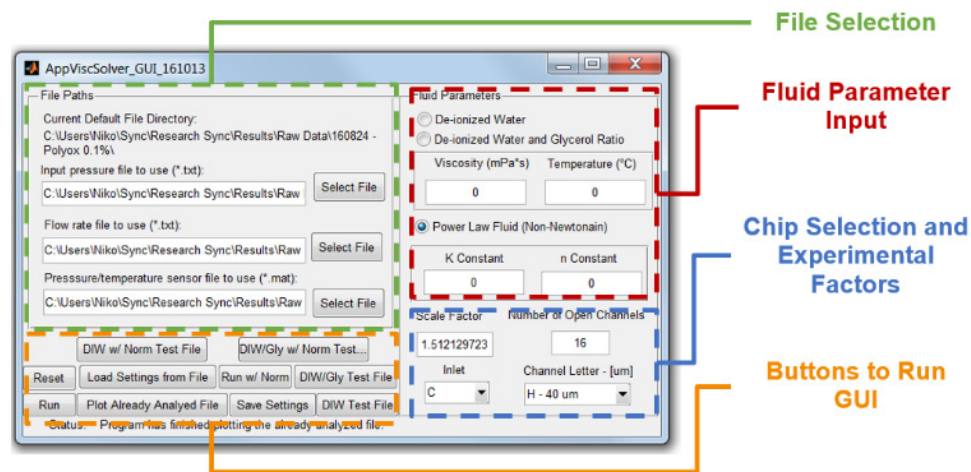 File Selection
AppViscSolver_GUI_161013
File Paths
Current Default File Directory:
C:\Users\Niko\Sync\Research Sync\Results\Raw Data\160824 -
Polyox 0.1%\
Input pressure file to use (*.txt):
C:\Users\Niko\Sync\Research Sync\Results\Raw
Select File
Flow rate file to use (*.txt):
C:\Users\Niko\Sync\Research Sync\Results\Raw
Select File
Presssure/temperature sensor file to use (*.mat):
C:\Users\Niko\Sync\Research Sync\Results\Raw
Select File
Fluid Parameters
De-ionized Water
De-ionized Water and Glycerol Ratio
Viscosity (mPa*s) Temperature (°C)
0 0
Power Law Fluid (Non-Newtonain)
K Constant n Constant
0 0
Scale Factor Number of Open Channels
1.512129723 16
Inlet Channel Letter - [um]
C H - 40 um
DIW w/ Norm Test File DIW/Gly w/ Norm Test...
Reset Load Settings from File Run w/ Norm DIW/Gly Test File
Run Plot Already Analyed File Save Settings DIW Test File
Status: Program has finished plotting the already analyzed file.
Fluid Parameter
Input
Chip Selection and
Experimental
Factors
Buttons to Run
GUI